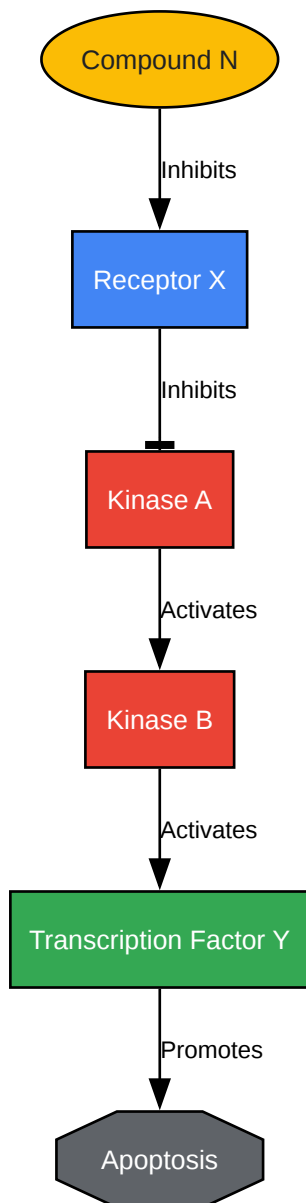 Compound N
Inhibits
Receptor X
Inhibits
Kinase A
Activates
Kinase B
Activates
Transcription Factor Y
Promotes
Apoptosis